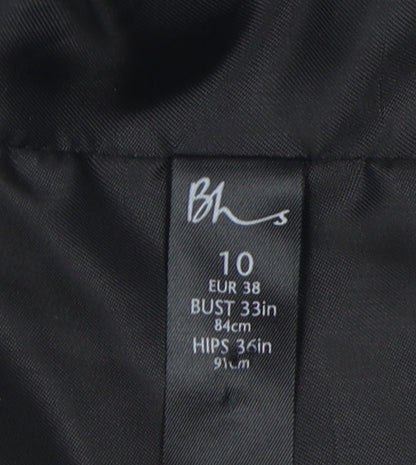 Bhs
10
EUR 38
BUST 33in
84cm
HIPS 36in
91cm